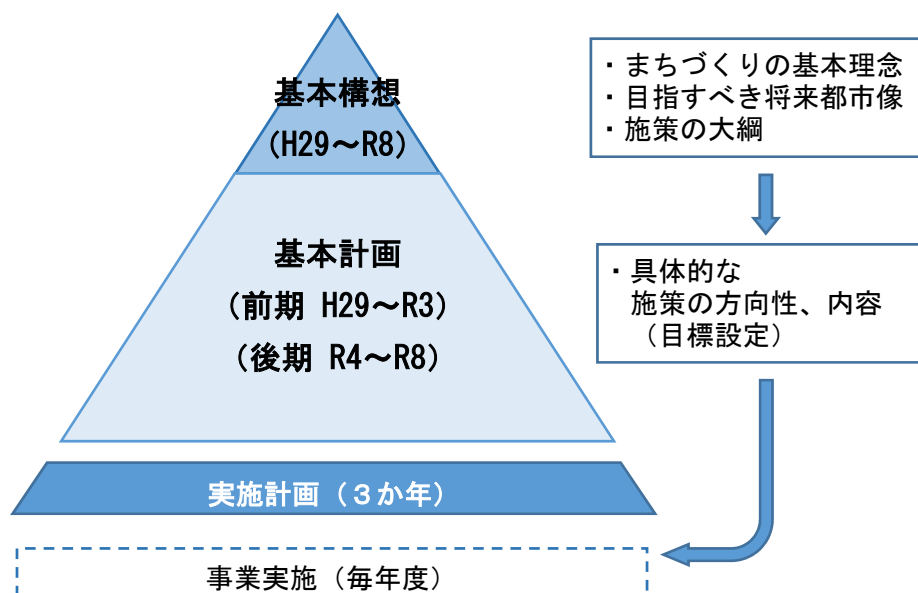 基本構想
(H29～R8)
基本計画
(前期 H29～R3)
(後期 R4～R8)
実施計画（３か年）
事業実施（毎年度）
・まちづくりの基本理念
・目指すべき将来都市像
・施策の大綱
・具体的な
施策の方向性、内容
（目標設定）